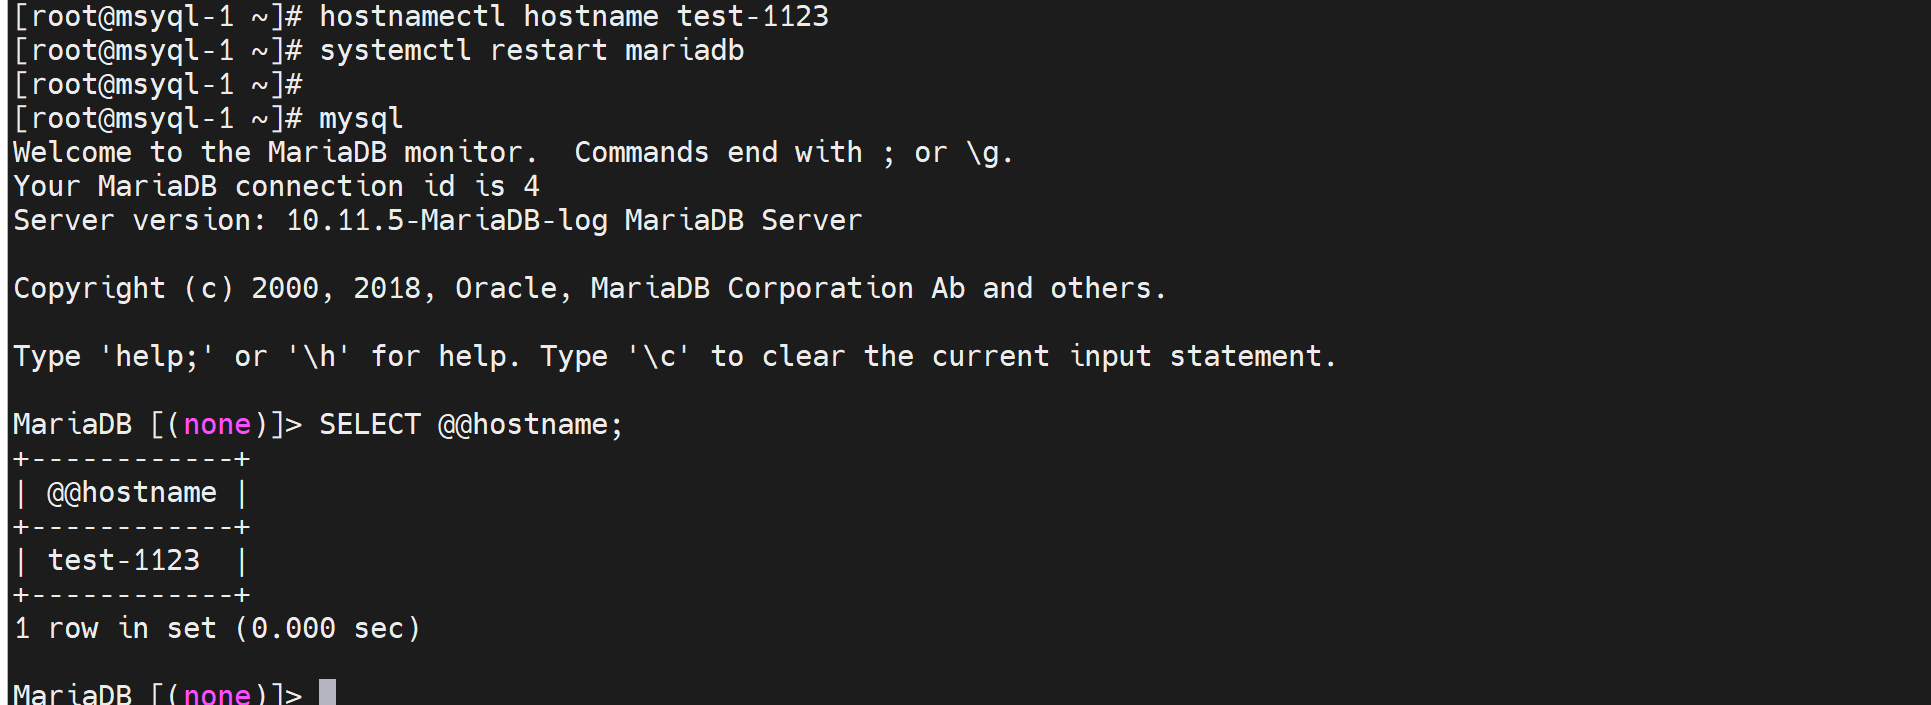 [root@msyql-1 ~]# hostnamectl hostname test-1123
[root@msyql-1 ~]# systemctl restart mariadb
[root@msyql-1 ~]#
[root@msyql-1 ~]# mysql
Welcome to the MariaDB monitor.  Commands end with ; or \g.
Your MariaDB connection id is 4
Server version: 10.11.5-MariaDB-log MariaDB Server
Copyright (c) 2000, 2018, Oracle, MariaDB Corporation Ab and others.
Type 'help;' or '\h' for help. Type '\c' to clear the current input statement.
MariaDB [(none)]> SELECT @@hostname;
+------------+
| @@hostname |
+------------+
| test-1123  |
+------------+
1 row in set (0.000 sec)
MariaDB [(none)]>